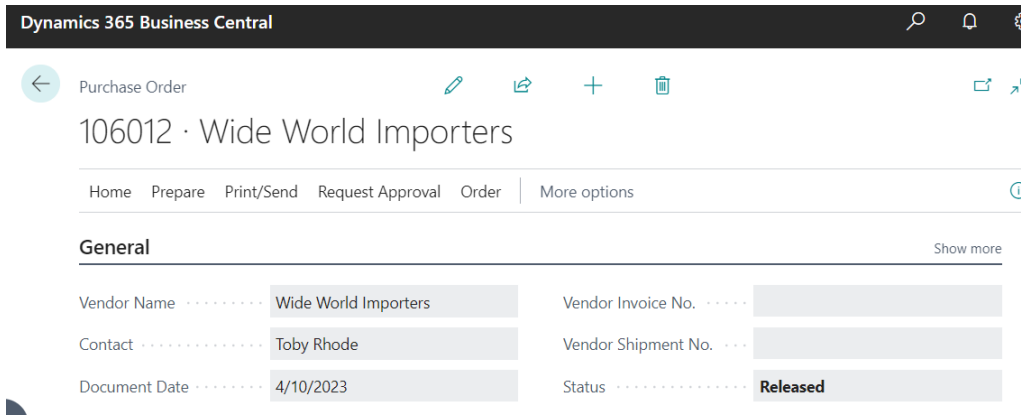 Dynamics 365 Business Central
Purchase Order
106012 · Wide World Importers
Home Prepare Print/Send Request Approval Order More options
General Show more
Vendor Name Wide World Importers Vendor Invoice No.
Contact Toby Rhode Vendor Shipment No.
Document Date 4/10/2023 Status Released